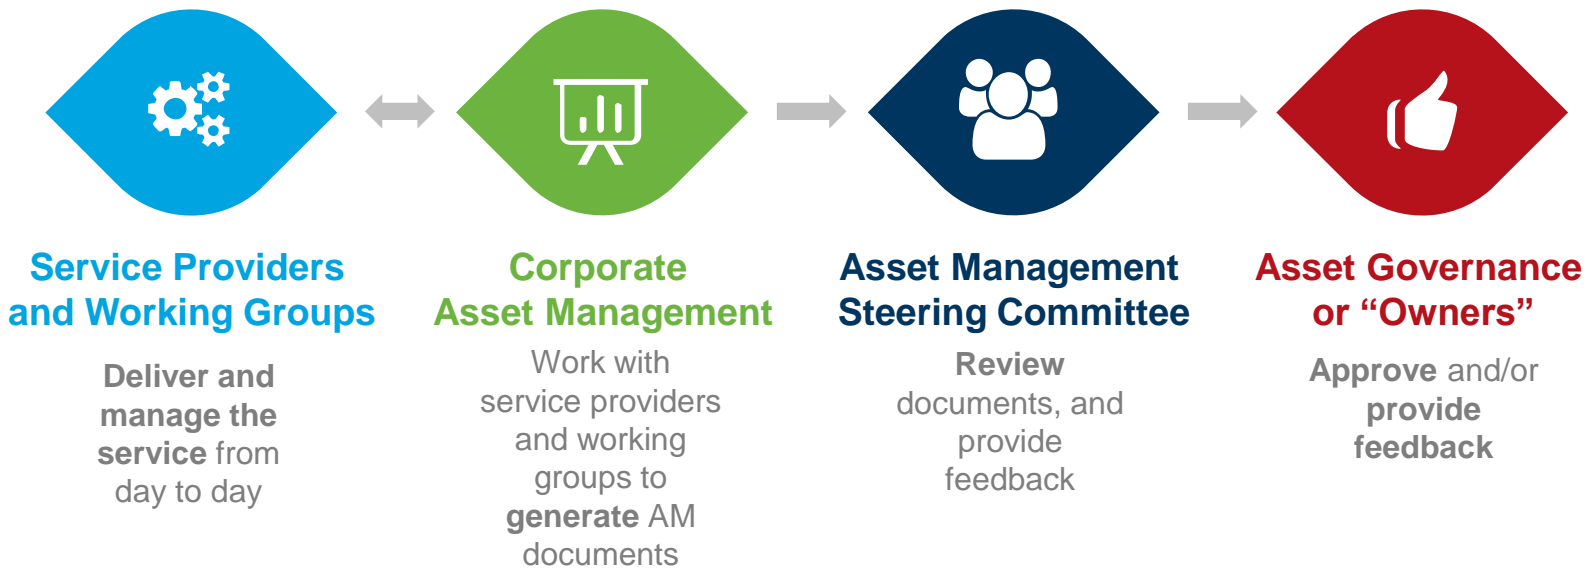 Service Providers
and Working Groups
Deliver and
manage the
service from
day to day
Corporate
Asset Management
Work with
service providers
and working
groups to
generate AM
documents
Asset Management
Steering Committee
Review
documents, and
provide
feedback
Asset Governance
or “Owners”
Approve and/or
provide
feedback